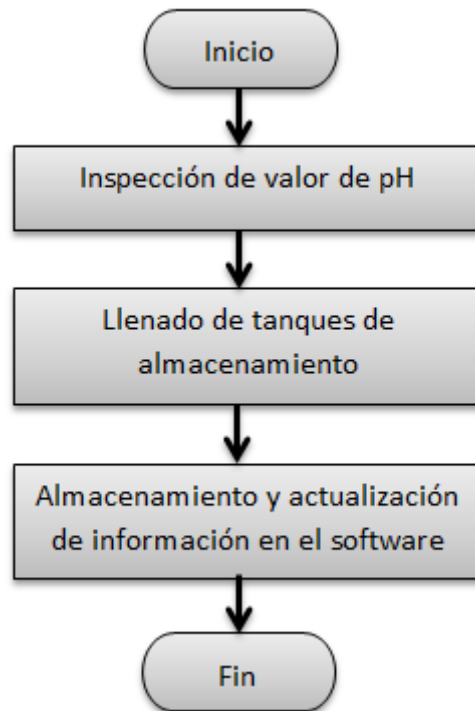 Inicio
Inspección de valor de pH
Llenado de tanques de
almacenamiento
Almacenamiento y actualización
de información en el software
Fin